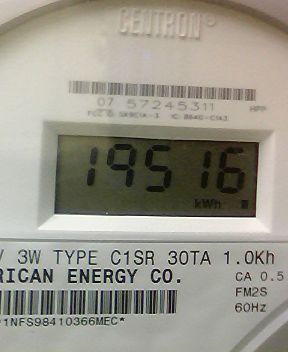 CENTRON®
07 57245311 HPP
19516
kWh
V 3W TYPE C1SR 30TA 1.0Kh
RICAN ENERGY CO. CA 0.5
FM2S
*1NFS98410366MEC* 60Hz